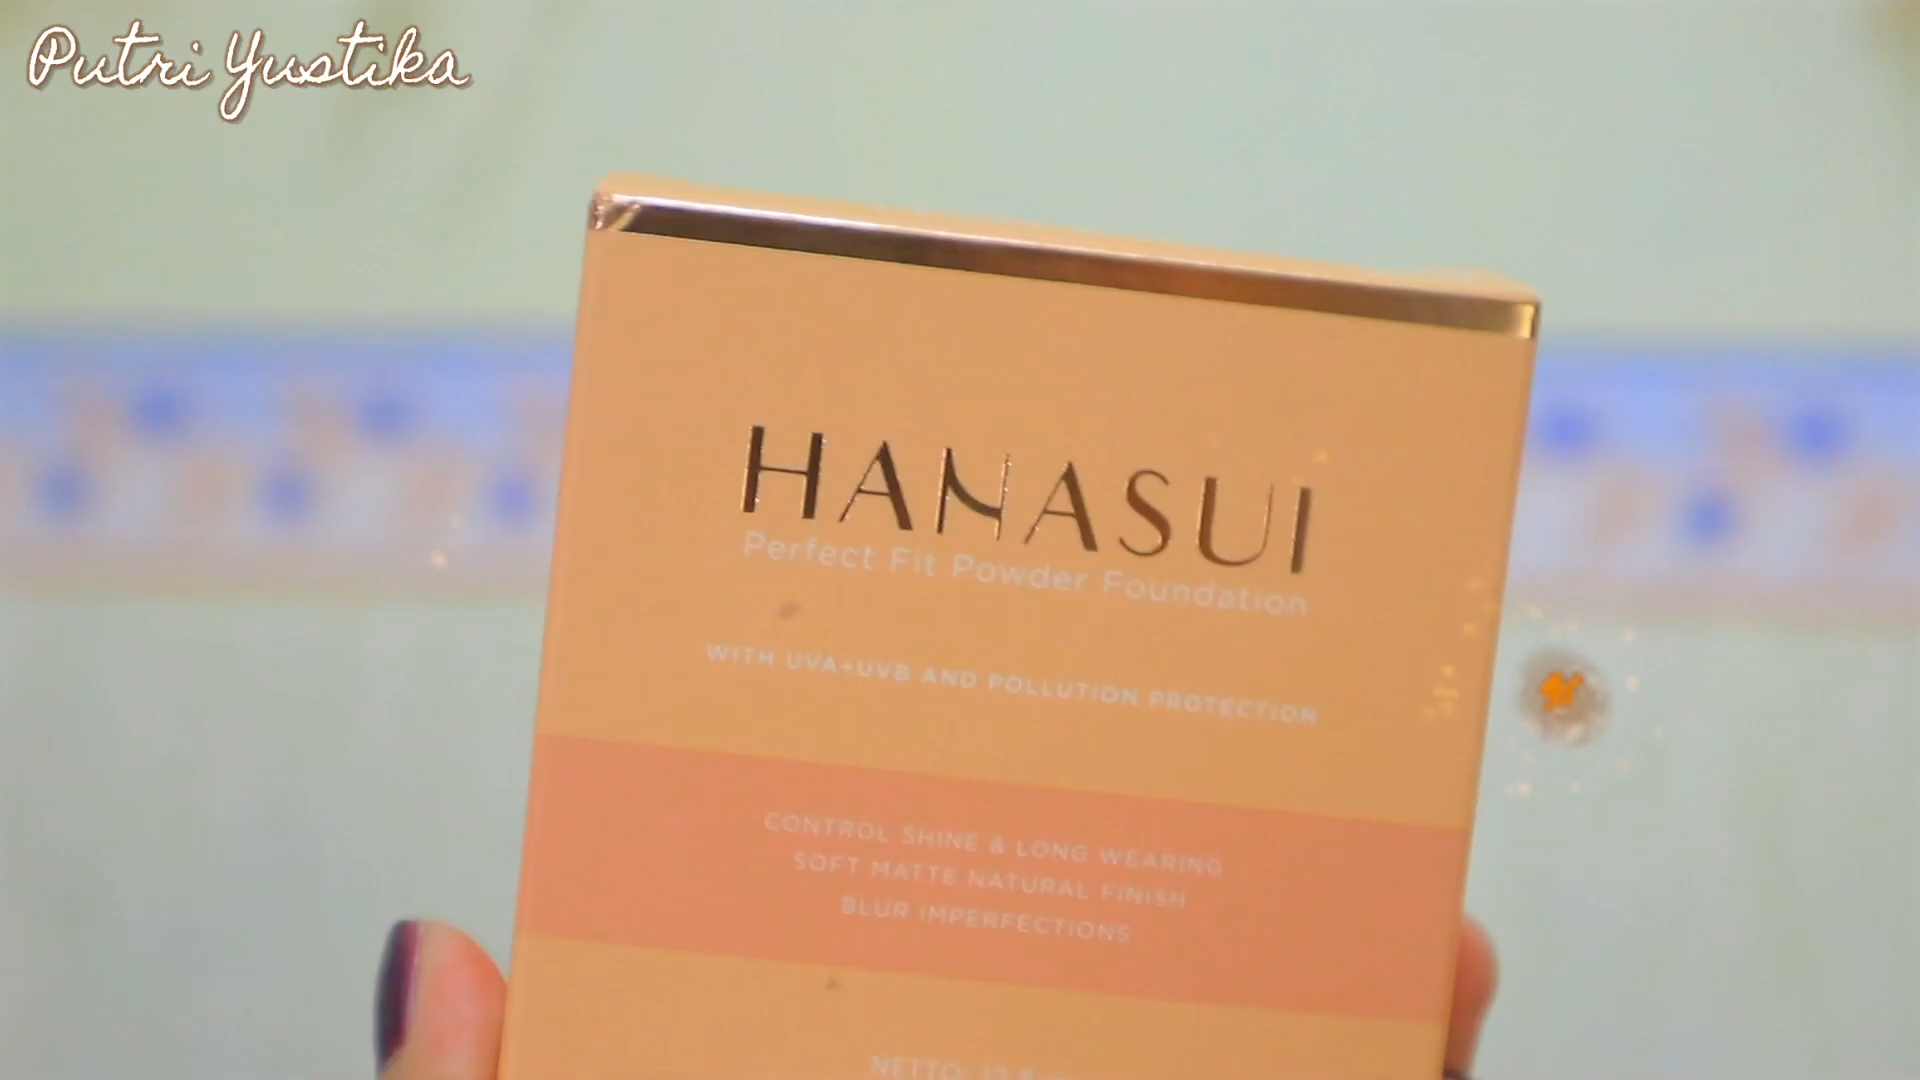 Putri Yustika
HANASUI
Perfect Fit Powder Foundation
WITH UVA+UVB AND POLLUTION PROTECTION
CONTROL SHINE & LONG WEARING
SOFT MATTE NATURAL FINISH
BLUR IMPERFECTIONS
NETTO: